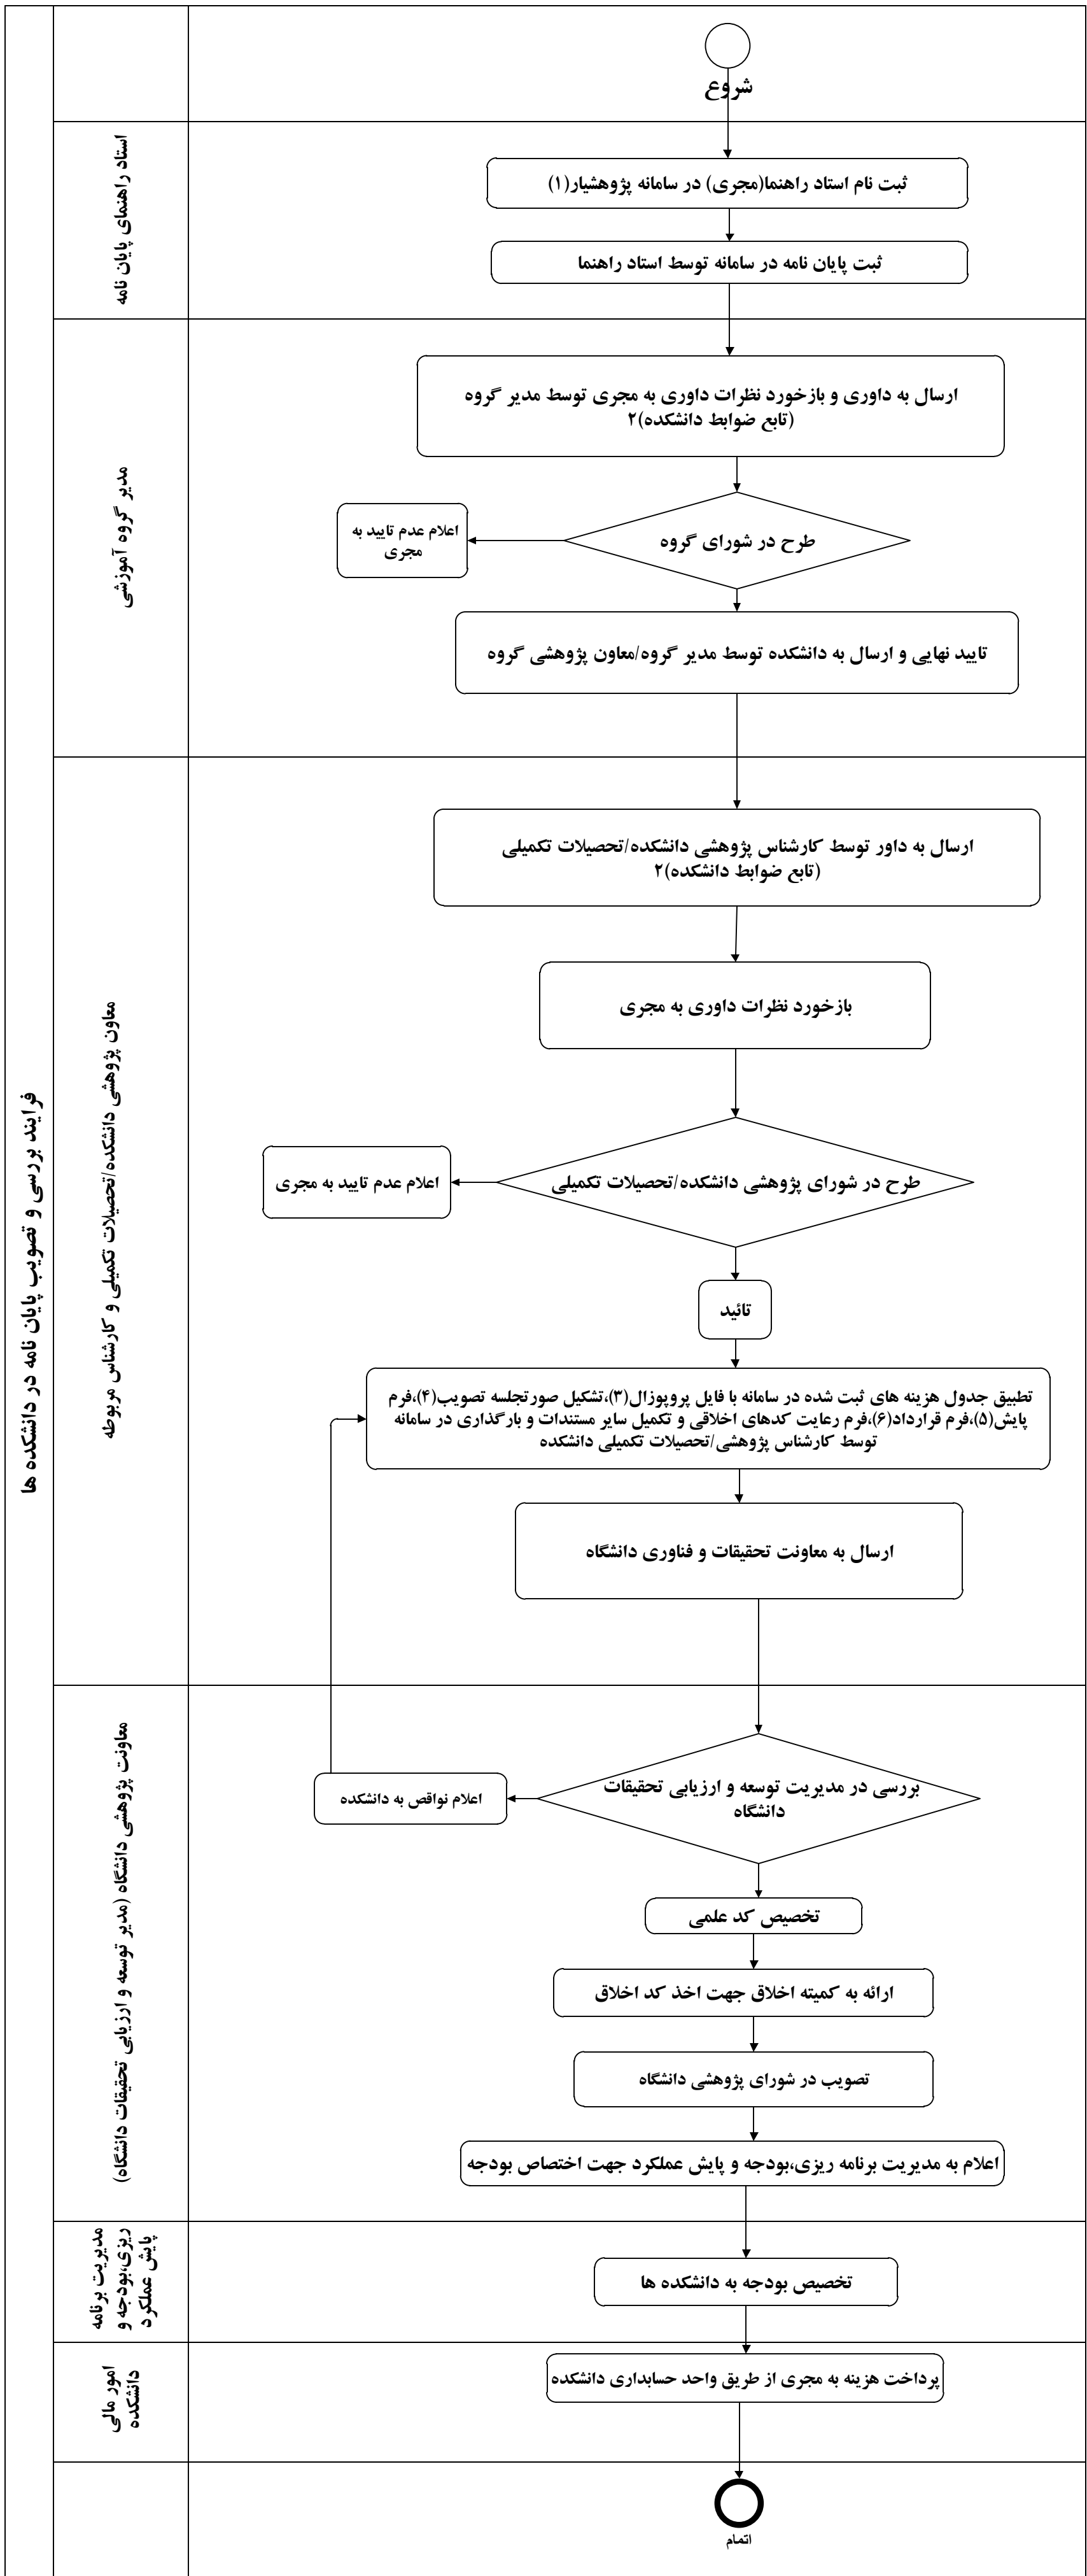 فرایند بررسی و تصویب پایان نامه در دانشکده ها
شروع
استاد راهنمای پایان نامه
ثبت نام استاد راهنما(مجری) در سامانه پژوهشیار(۱)
ثبت پایان نامه در سامانه توسط استاد راهنما
مدیر گروه آموزشی
ارسال به داوری و بازخورد نظرات داوری به مجری توسط مدیر گروه
(تابع ضوابط دانشکده)۲
طرح در شورای گروه
اعلام عدم تایید به
مجری
تایید نهایی و ارسال به دانشکده توسط مدیر گروه/معاون پژوهشی گروه
معاون پژوهشی دانشکده/تحصیلات تکمیلی و کارشناس مربوطه
ارسال به داور توسط کارشناس پژوهشی دانشکده/تحصیلات تکمیلی
(تابع ضوابط دانشکده)۲
بازخورد نظرات داوری به مجری
طرح در شورای پژوهشی دانشکده/تحصیلات تکمیلی
اعلام عدم تایید به مجری
تائید
تطبیق جدول هزینه های ثبت شده در سامانه با فایل پروپوزال(۳)،تشکیل صورتجلسه تصویب(۴)،فرم
پایش(۵)،فرم قرارداد(۶)،فرم رعایت کدهای اخلاقی و تکمیل سایر مستندات و بارگذاری در سامانه
توسط کارشناس پژوهشی/تحصیلات تکمیلی دانشکده
ارسال به معاونت تحقیقات و فناوری دانشگاه
معاونت پژوهشی دانشگاه (مدیر توسعه و ارزیابی تحقیقات دانشگاه)
بررسی در مدیریت توسعه و ارزیابی تحقیقات
دانشگاه
اعلام نواقص به دانشکده
تخصیص کد علمی
ارائه به کمیته اخلاق جهت اخذ کد اخلاق
تصویب در شورای پژوهشی دانشگاه
اعلام به مدیریت برنامه ریزی،بودجه و پایش عملکرد جهت اختصاص بودجه
مدیریت برنامه
ریزی،بودجه و
پایش عملکرد
تخصیص بودجه به دانشکده ها
امور مالی
دانشکده
پرداخت هزینه به مجری از طریق واحد حسابداری دانشکده
اتمام